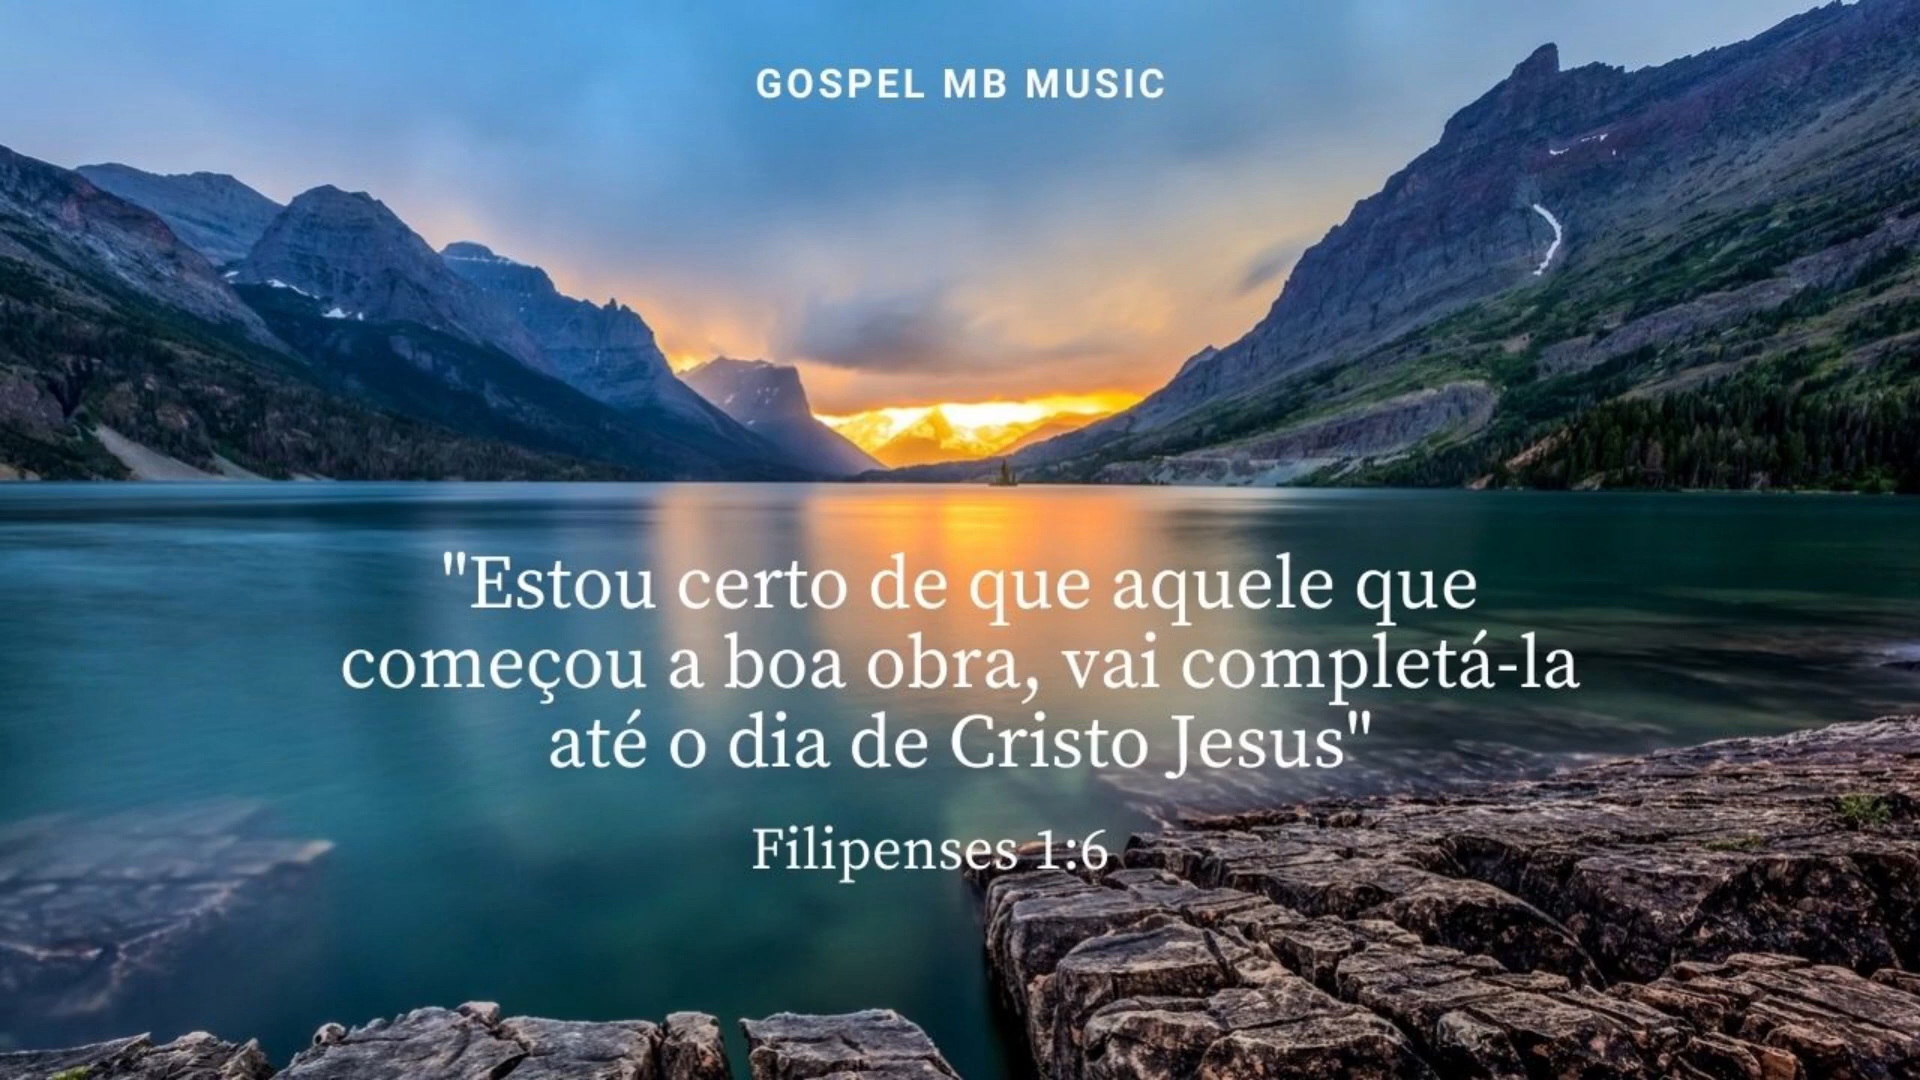 GOSPEL MB MUSIC
"Estou certo de que aquele que
começou a boa obra, vai completá-la
até o dia de Cristo Jesus"
Filipenses 1:6